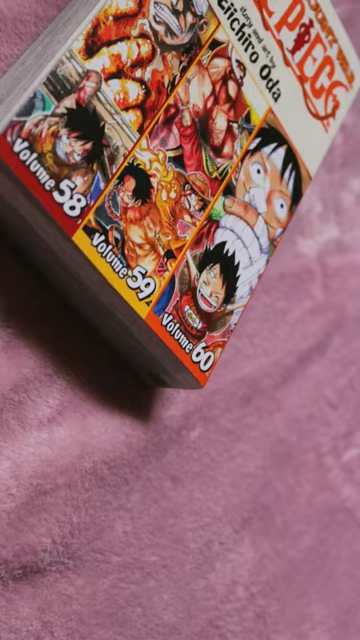 PIECE
story and art by
Eiichiro Oda
Volume 58
Volume 59
Volume 60